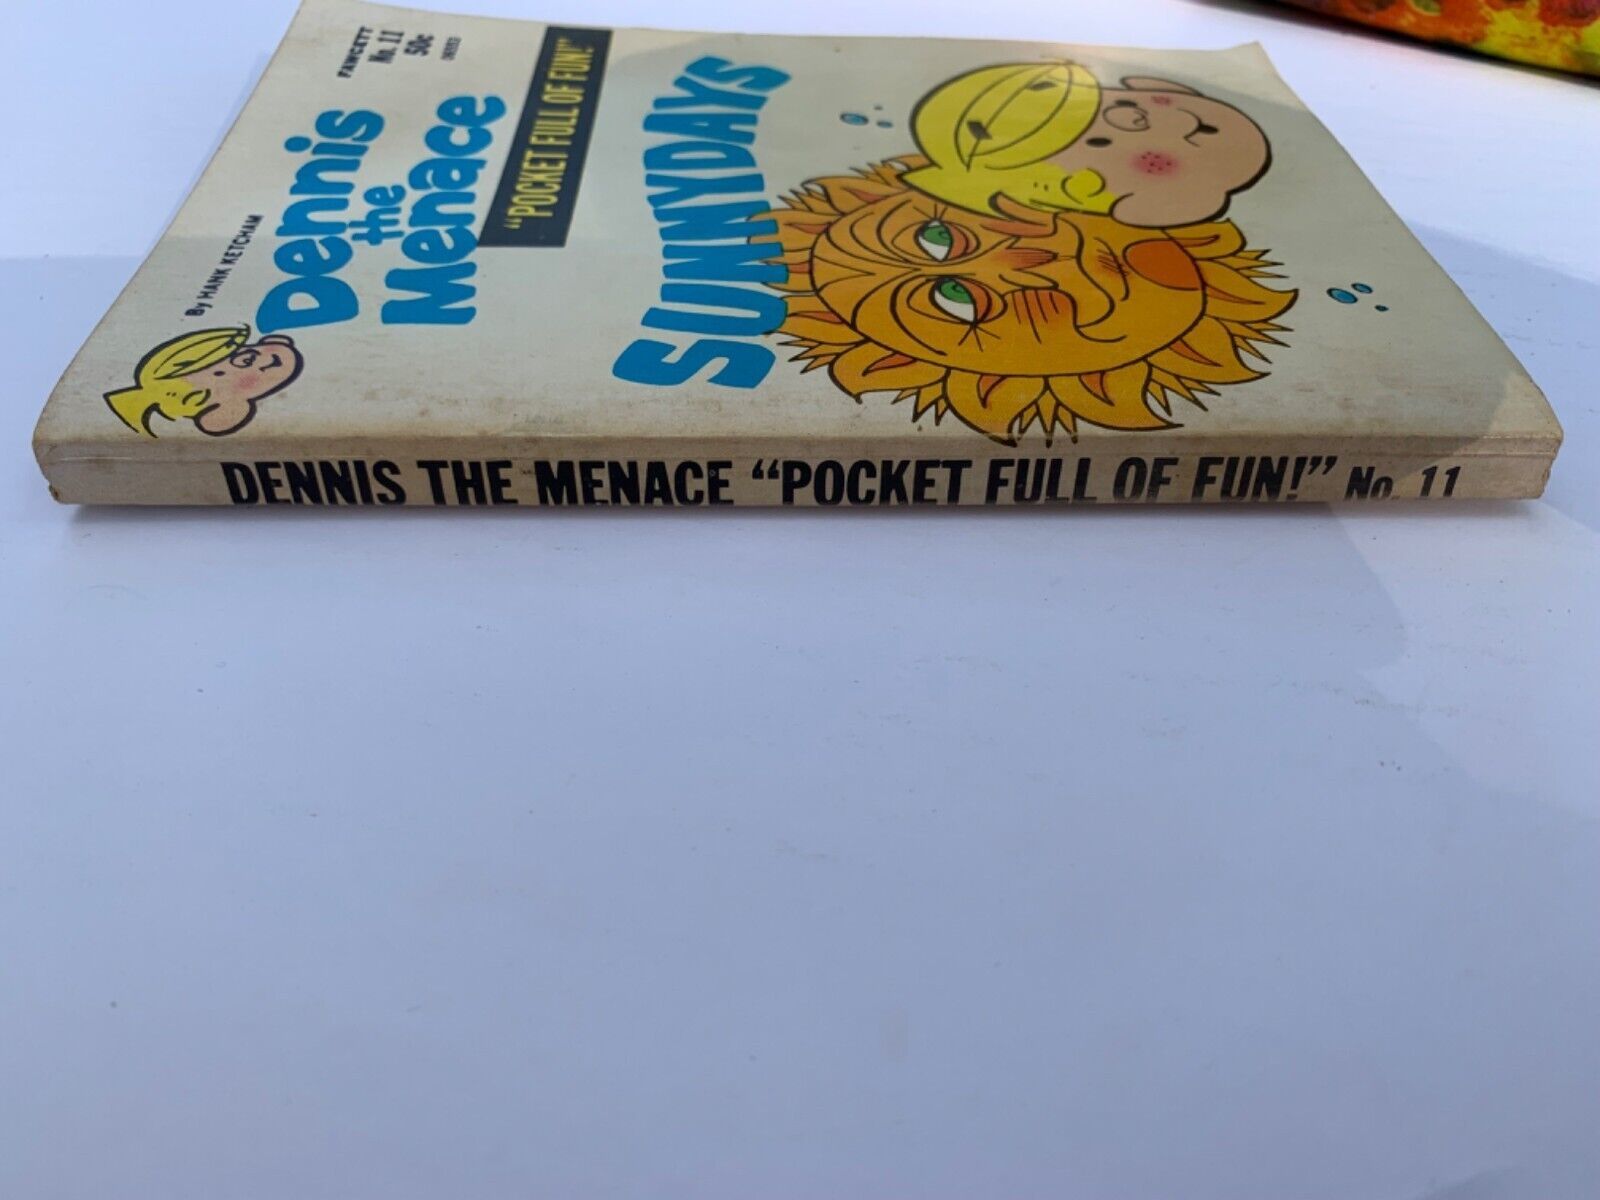 FAWCETT
No. 11
50c
By HANK KETCHAM
Dennis
the
Menace
"POCKET FULL OF FUN!"
SUNNYDAYS
DENNIS THE MENACE "POCKET FULL OF FUN!" No. 11